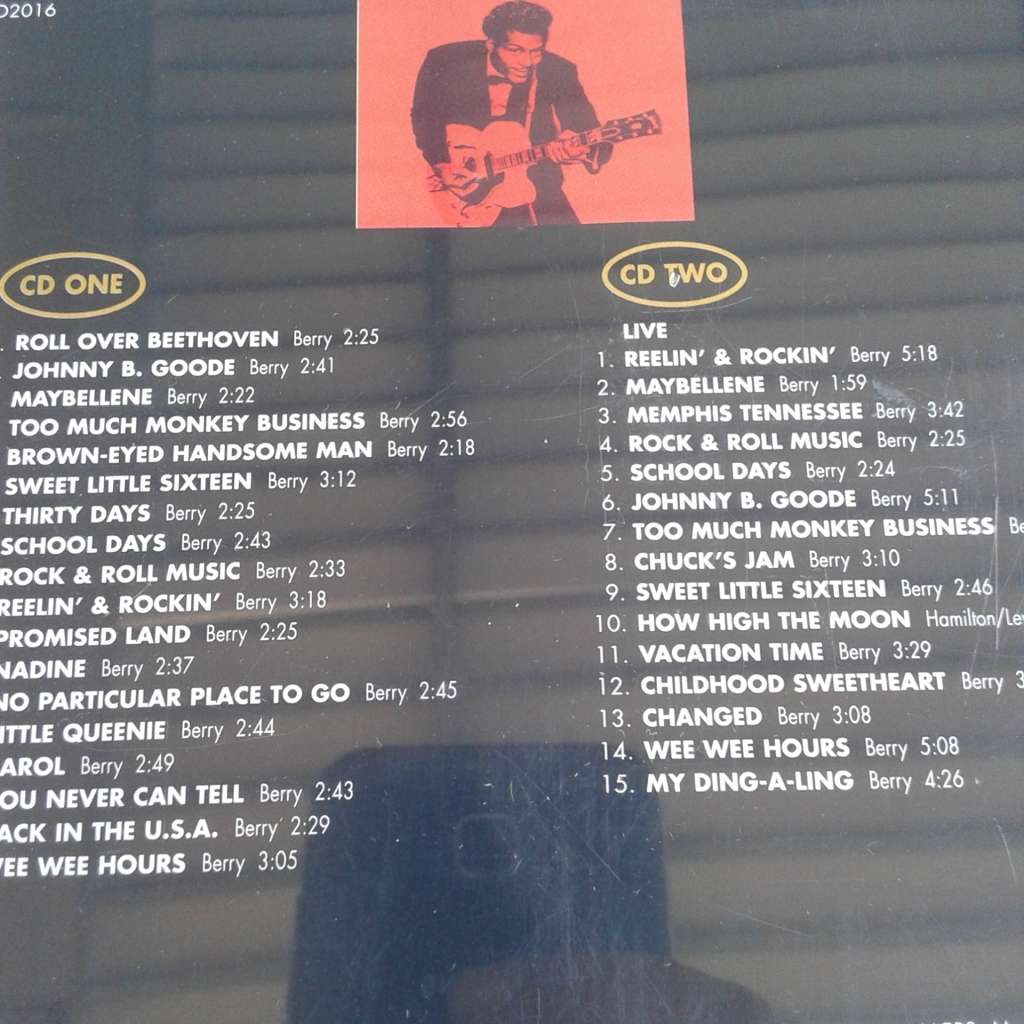 D2016
CD ONE
. ROLL OVER BEETHOVEN Berry 2:25
. JOHNNY B. GOODE Berry 2:41
MAYBELLENE Berry 2:22
TOO MUCH MONKEY BUSINESS Berry 2:56
BROWN-EYED HANDSOME MAN Berry 2:18
SWEET LITTLE SIXTEEN Berry 3:12
THIRTY DAYS Berry 2:25
SCHOOL DAYS Berry 2:43
ROCK & ROLL MUSIC Berry 2:33
REELIN' & ROCKIN' Berry 3:18
PROMISED LAND Berry 2:25
NADINE Berry 2:37
NO PARTICULAR PLACE TO GO Berry 2:45
ITTLE QUEENIE Berry 2:44
AROL Berry 2:49
OU NEVER CAN TELL Berry 2:43
ACK IN THE U.S.A. Berry 2:29
EE WEE HOURS Berry 3:05
CD TWO
LIVE
1. REELIN' & ROCKIN' Berry 5:18
2. MAYBELLENE Berry 1:59
3. MEMPHIS TENNESSEE Berry 3:42
4. ROCK & ROLL MUSIC Berry 2:25
5. SCHOOL DAYS Berry 2:24
6. JOHNNY B. GOODE Berry 5:11
7. TOO MUCH MONKEY BUSINESS Be
8. CHUCK'S JAM Berry 3:10
9. SWEET LITTLE SIXTEEN Berry 2:46
10. HOW HIGH THE MOON Hamilton/Lew
11. VACATION TIME Berry 3:29
12. CHILDHOOD SWEETHEART Berry 3
13. CHANGED Berry 3:08
14. WEE WEE HOURS Berry 5:08
15. MY DING-A-LING Berry 4:26